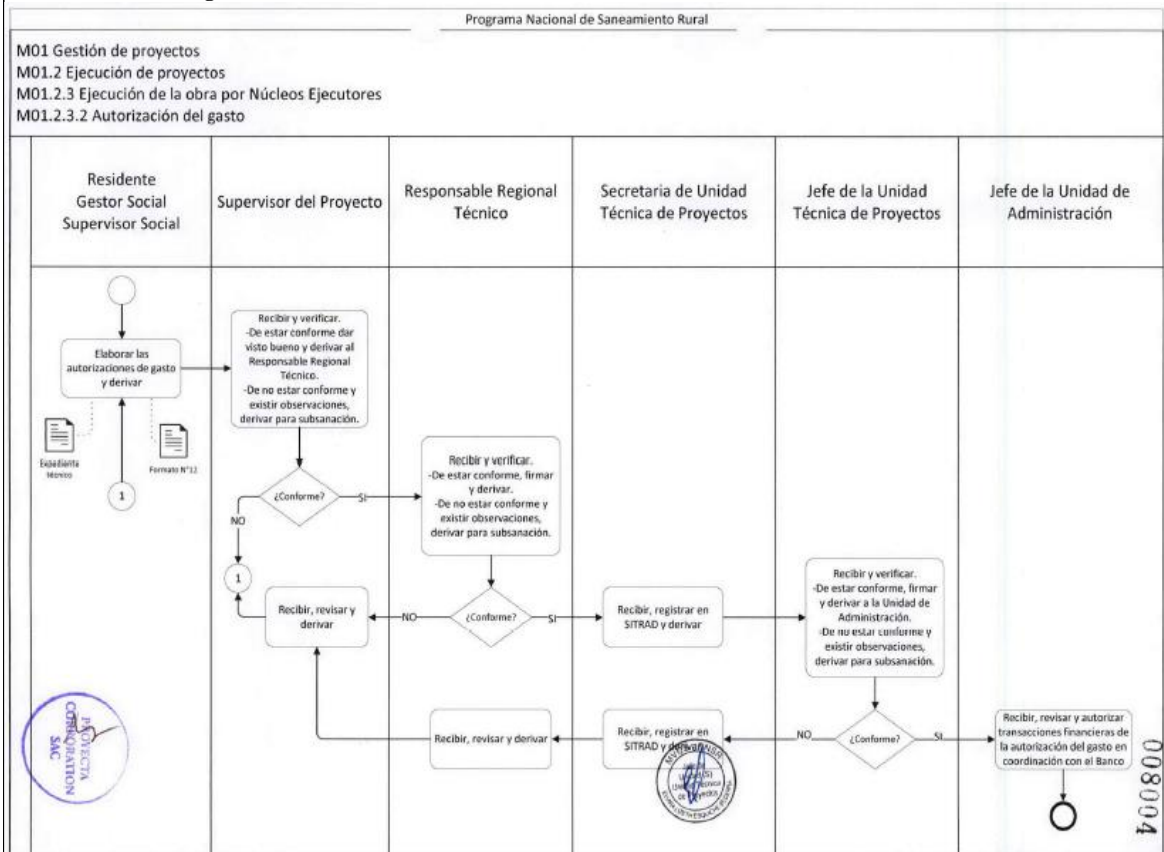 Programa Nacional de Saneamiento Rural
M01 Gestión de proyectos
M01.2 Ejecución de proyectos
M01.2.3 Ejecución de la obra por Núcleos Ejecutores
M01.2.3.2 Autorización del gasto
Residente
Gestor Social
Supervisor Social
Supervisor del Proyecto
Responsable Regional
Técnico
Secretaria de Unidad
Técnica de Proyectos
Jefe de la Unidad
Técnica de Proyectos
Jefe de la Unidad de
Administración
Elaborar las
autorizaciones de gasto
y derivar
Expediente
técnico
Formato N°12
1
Recibir y verificar.
-De estar conforme dar
visto bueno y derivar al
Responsable Regional
Técnico.
-De no estar conforme y
existir observaciones,
derivar para subsanación.
¿Conforme?
SI
NO
1
Recibir, revisar y
derivar
Recibir y verificar.
-De estar conforme, firmar
y derivar.
-De no estar conforme y
existir observaciones,
derivar para subsanación.
¿Conforme?
NO
SI
Recibir, revisar y derivar
Recibir, registrar en
SITRAD y derivar
Recibir, registrar en
SITRAD y derivar
Recibir y verificar.
-De estar conforme, firmar
y derivar a la Unidad de
Administración.
-De no estar conforme y
existir observaciones,
derivar para subsanación.
¿Conforme?
NO
SI
Recibir, revisar y autorizar
transacciones financieras de
la autorización del gasto en
coordinación con el Banco
PROYECTA
CORPORATION
SAC
Unidad (S)
de Proyectos
008004